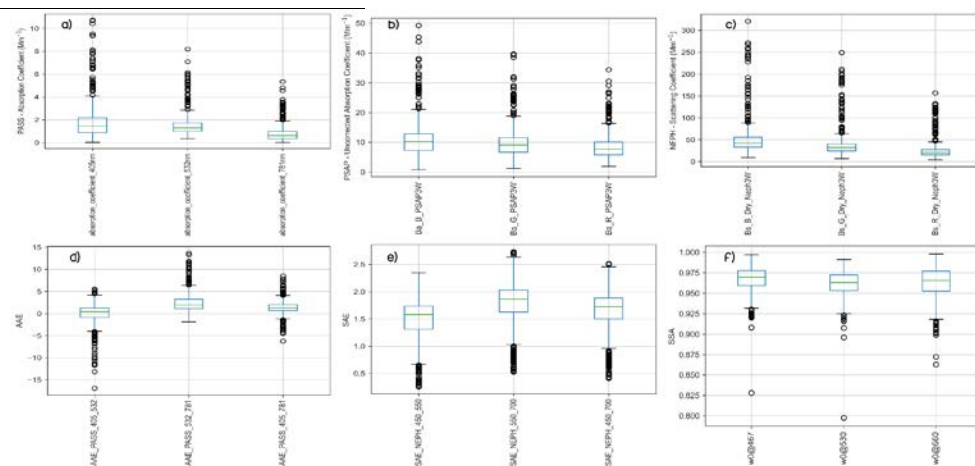 a)
PASS - Absorption Coefficient (Mm⁻¹)
10
8
6
4
2
0
absorption_coefficient_405nm
absorption_coefficient_532nm
absorption_coefficient_781nm
b)
PSAP - Uncorrected Absorption Coefficient (Mm⁻¹)
50
40
30
20
10
0
Ba_B_PSAP3W
Ba_G_PSAP3W
Ba_R_PSAP3W
c)
NEPH - Scattering Coefficient (Mm⁻¹)
300
250
200
150
100
50
0
Bs_B_Dry_Neph3W
Bs_G_Dry_Neph3W
Bs_R_Dry_Neph3W
d)
AAE
15
10
5
0
−5
−10
−15
AAE_PASS_405_532
AAE_PASS_532_781
AAE_PASS_405_781
e)
SAE
2.5
2.0
1.5
1.0
0.5
SAE_NEPH_450_550
SAE_NEPH_550_700
SAE_NEPH_450_700
f)
SSA
1.000
0.975
0.950
0.925
0.900
0.875
0.850
0.825
0.800
w0@467
w0@530
w0@660